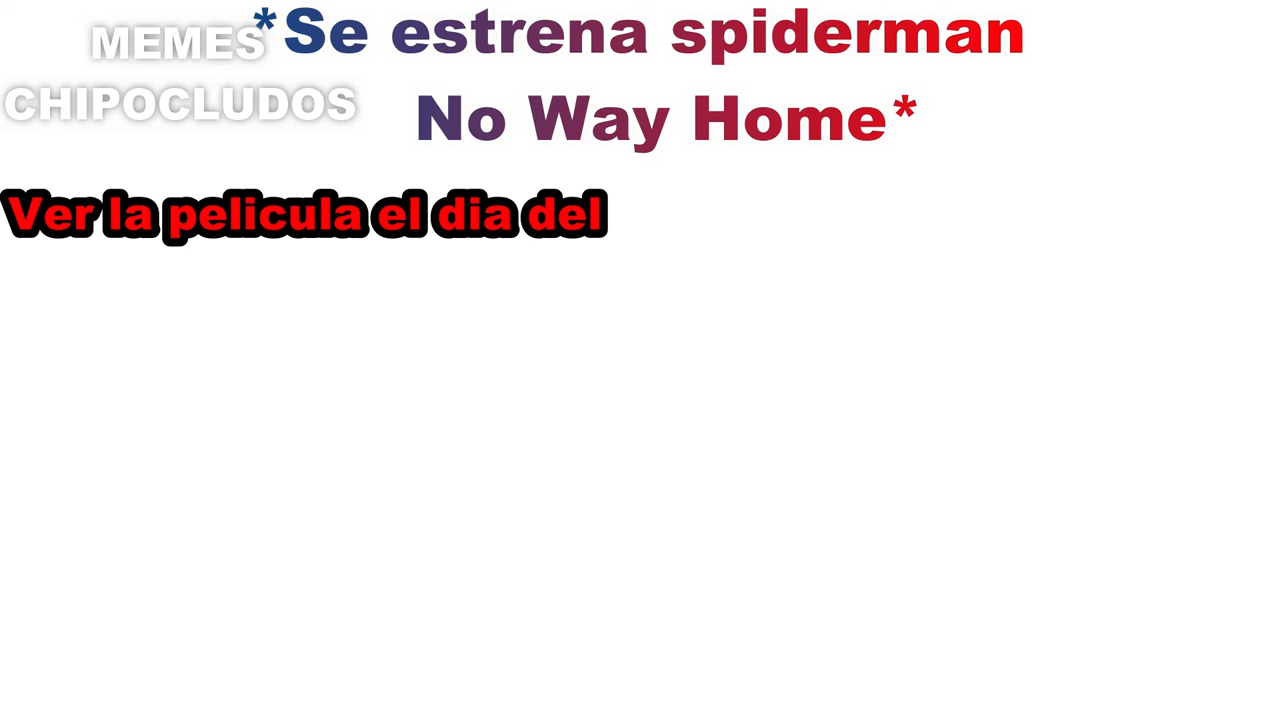 MEMES
CHIPOCLUDOS
*Se estrena spiderman
No Way Home*
Ver la pelicula el dia del